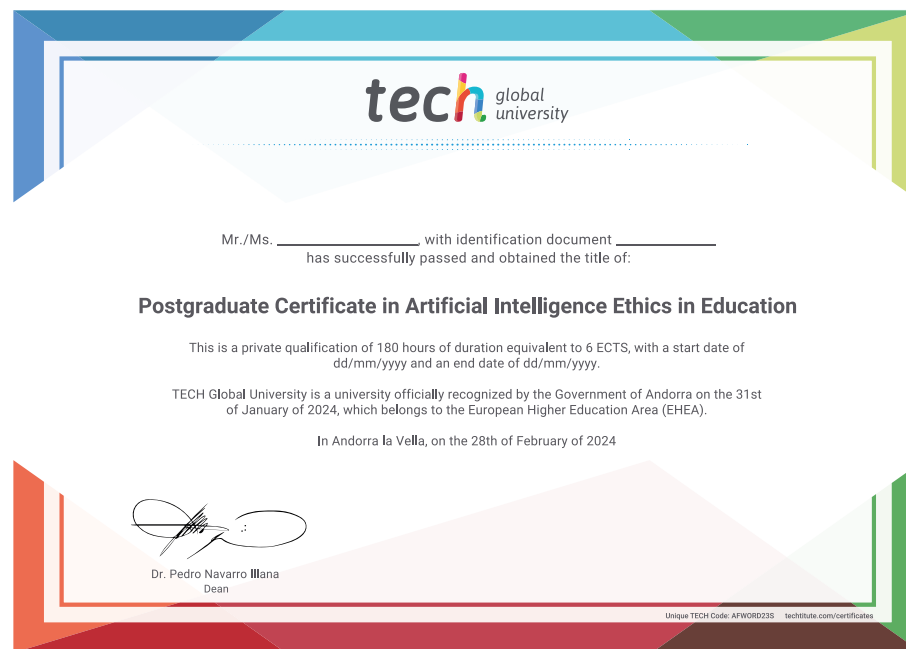 tech global university
Mr./Ms. ____________________, with identification document ______________
has successfully passed and obtained the title of:
Postgraduate Certificate in Artificial Intelligence Ethics in Education
This is a private qualification of 180 hours of duration equivalent to 6 ECTS, with a start date of
dd/mm/yyyy and an end date of dd/mm/yyyy.
TECH Global University is a university officially recognized by the Government of Andorra on the 31st
of January of 2024, which belongs to the European Higher Education Area (EHEA).
In Andorra la Vella, on the 28th of February of 2024
Dr. Pedro Navarro Illana
Dean
Unique TECH Code: AFWORD23S techtitute.com/certificates